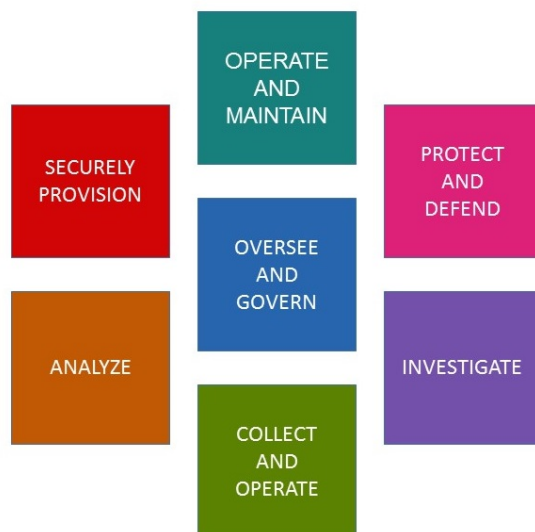 OPERATE
AND
MAINTAIN
SECURELY
PROVISION
PROTECT
AND
DEFEND
OVERSEE
AND
GOVERN
ANALYZE
INVESTIGATE
COLLECT
AND
OPERATE